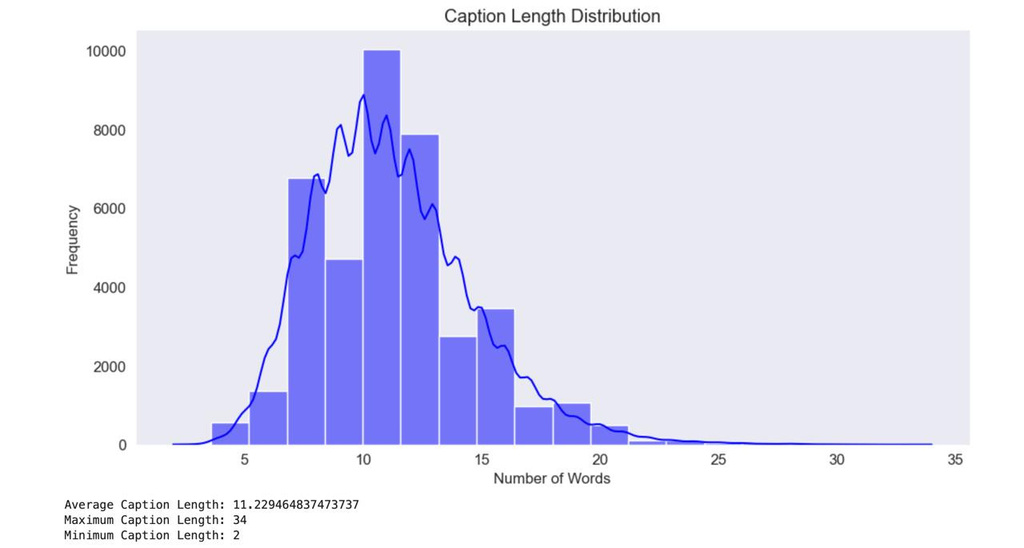 Caption Length Distribution
10000
8000
6000
4000
2000
0
Frequency
5 10 15 20 25 30 35
Number of Words
Average Caption Length: 11.229464837473737
Maximum Caption Length: 34
Minimum Caption Length: 2